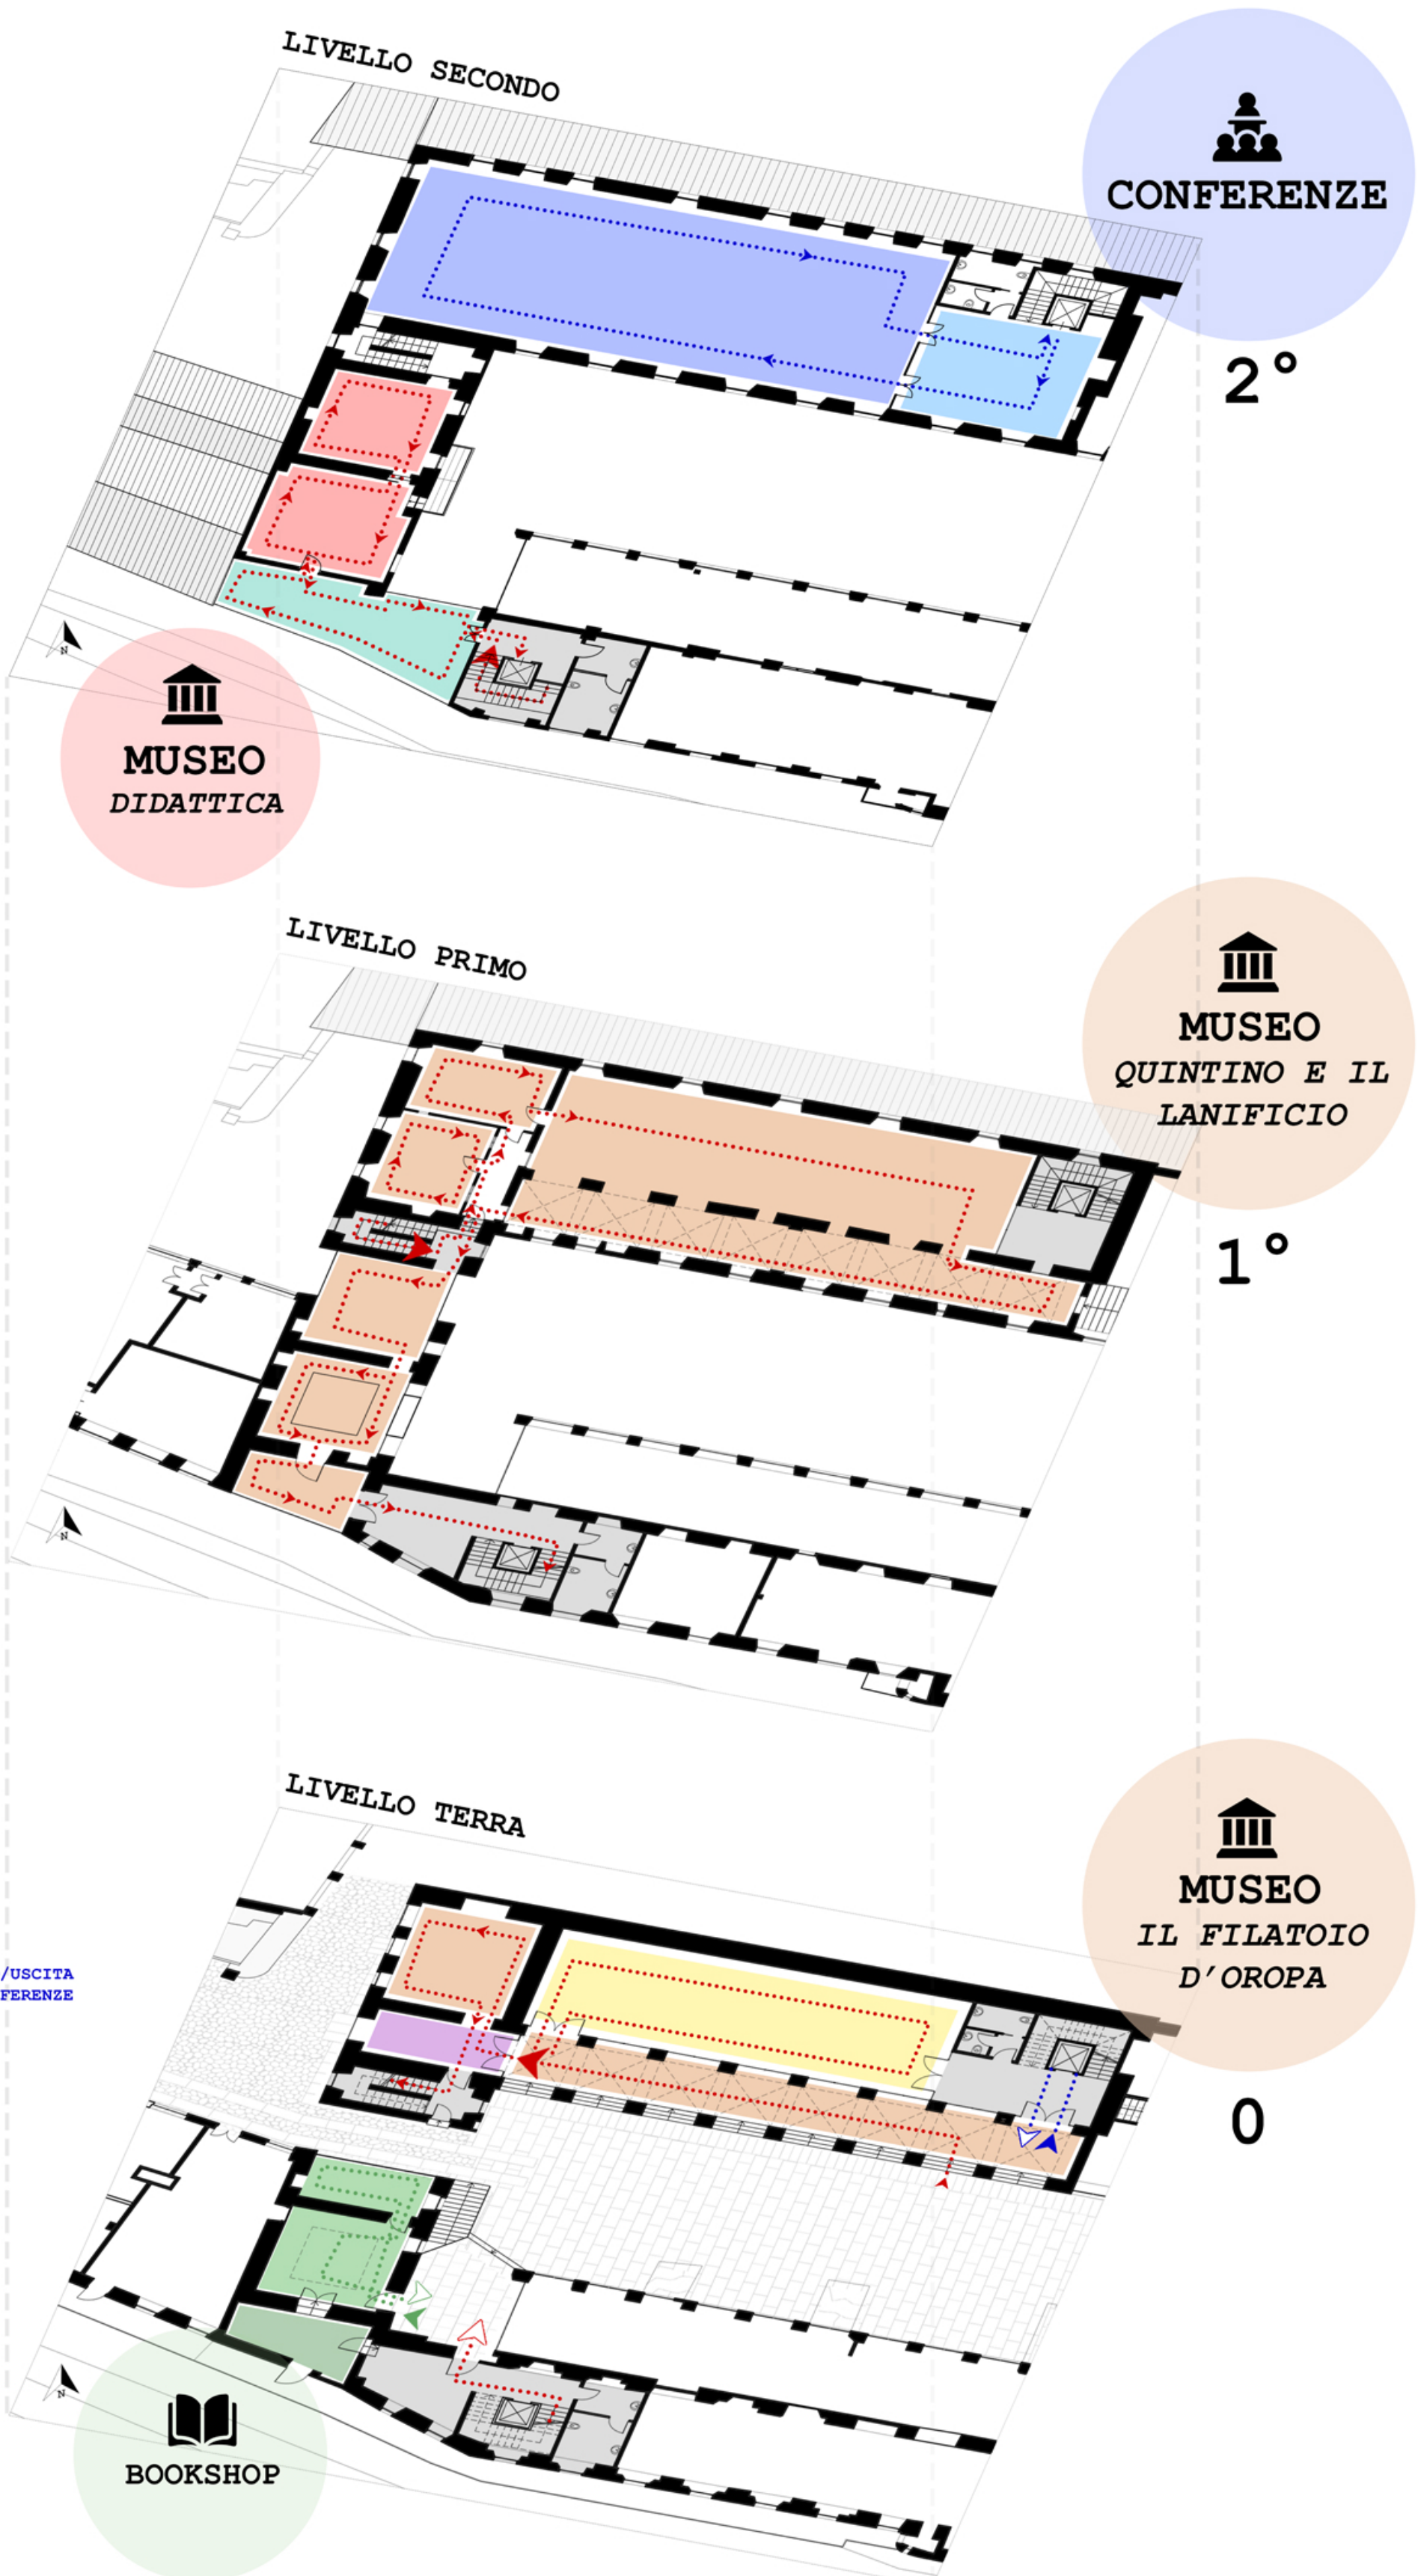 LIVELLO SECONDO
CONFERENZE
2°
N
MUSEO
DIDATTICA
LIVELLO PRIMO
MUSEO
QUINTINO E IL
LANIFICIO
1°
N
LIVELLO TERRA
MUSEO
IL FILATOIO
D'OROPA
/USCITA
FERENZE
0
N
BOOKSHOP